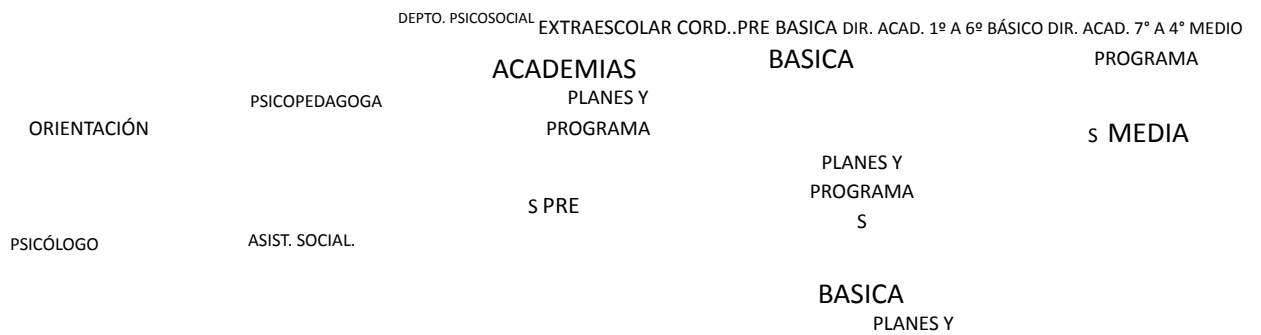 DEPTO. PSICOSOCIAL EXTRAESCOLAR CORD..PRE BASICA DIR. ACAD. 1º A 6º BÁSICO DIR. ACAD. 7° A 4° MEDIO
ACADEMIAS
BASICA
PROGRAMA
PSICOPEDAGOGA
PLANES Y
ORIENTACIÓN
PROGRAMA
S MEDIA
PLANES Y
PROGRAMA
S PRE
S
PSICÓLOGO
ASIST. SOCIAL.
BASICA
PLANES Y